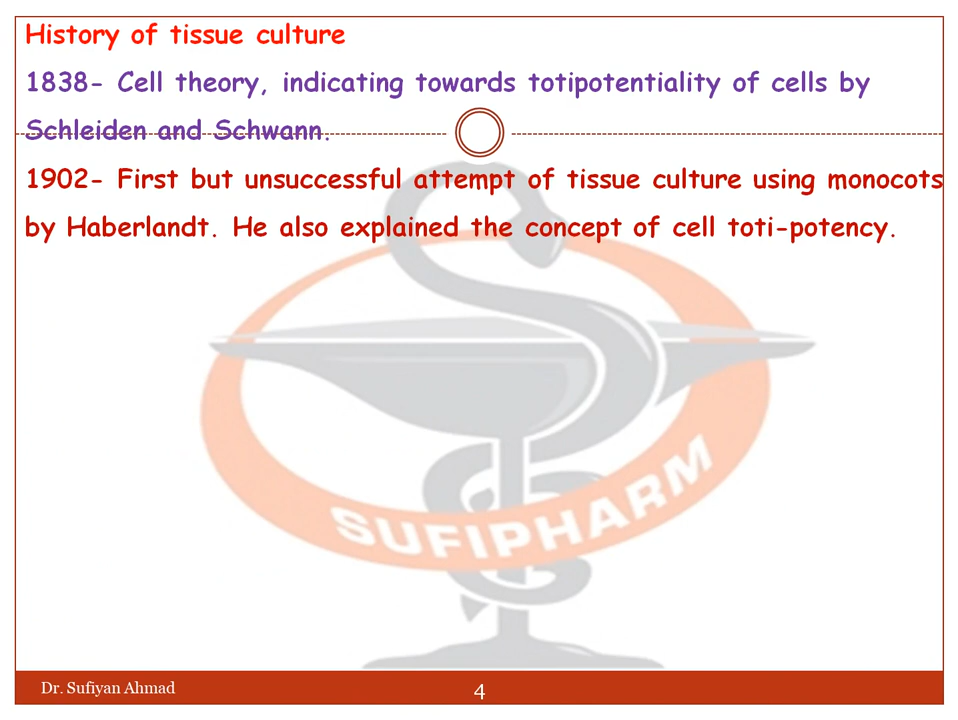 History of tissue culture
1838- Cell theory, indicating towards totipotentiality of cells by
Schleiden and Schwann.
1902- First but unsuccessful attempt of tissue culture using monocots
by Haberlandt. He also explained the concept of cell toti-potency.
SUFIPHARM
Dr. Sufiyan Ahmad
4